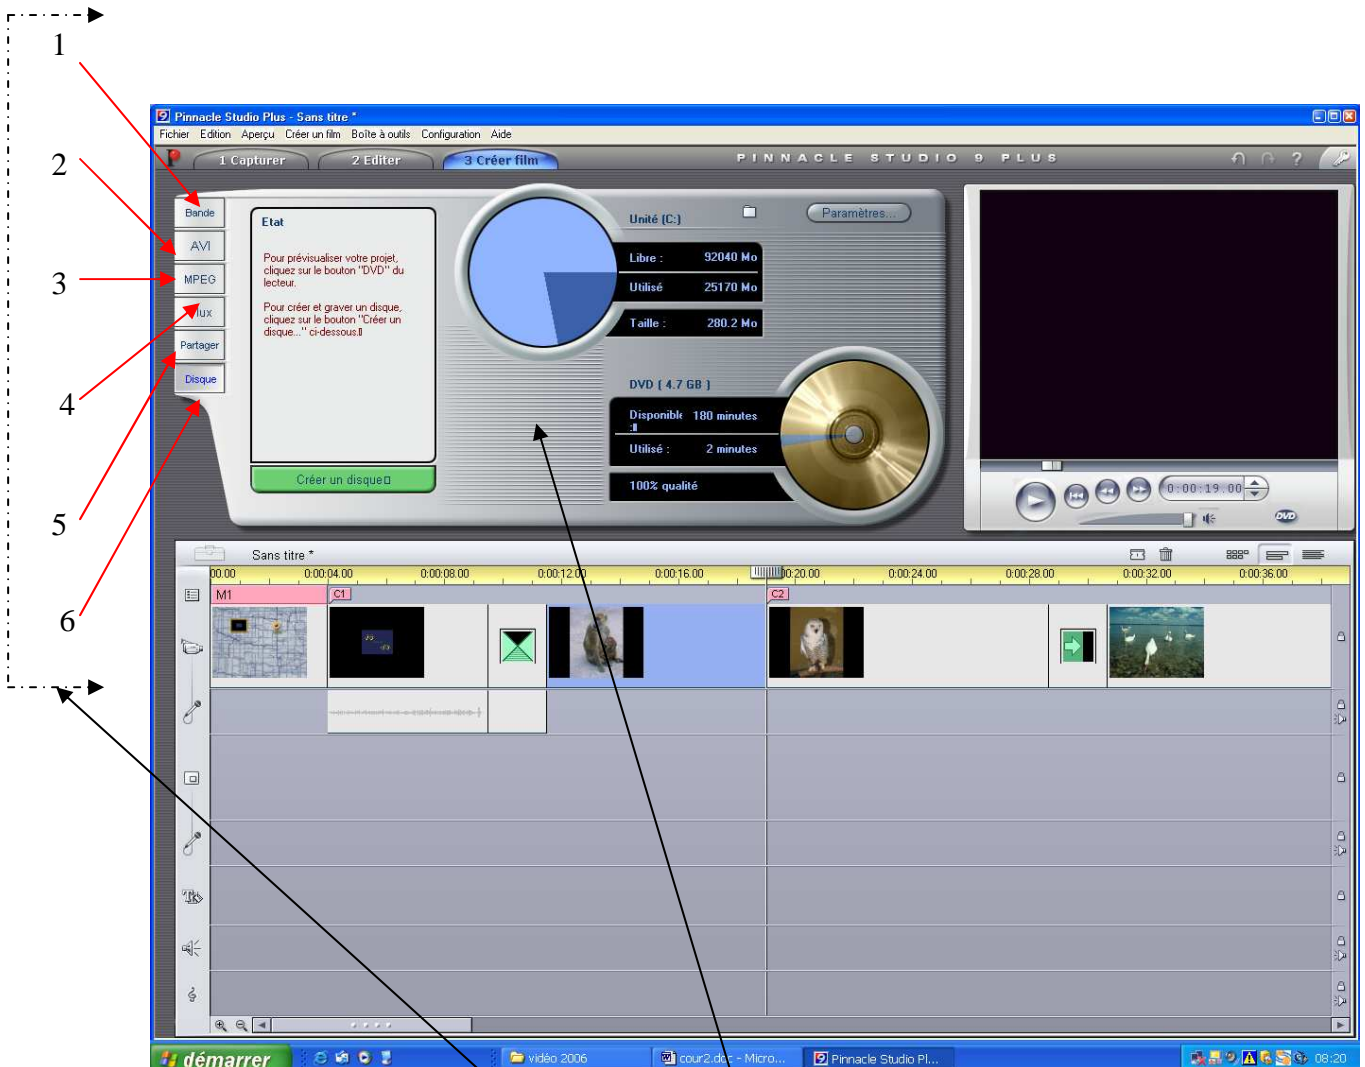 1
Pinnacle Studio Plus - Sans titre *
Fichier Edition Aperçu Créer un film Boîte à outils Configuration Aide
2
1 Capturer 2 Editer 3 Créer film PINNACLE STUDIO 9 PLUS ?
Bande
AVI
MPEG
Partager
Disque
3
4
5
6
Etat
Pour prévisualiser votre projet,
cliquez sur le bouton "DVD" du
lecteur.
Pour créer et graver un disque,
cliquez sur le bouton "Créer un
disque..." ci-dessous.
Créer un disque
Unité (C:)
Paramètres...
Libre : 92040 Mo
Utilisé 25170 Mo
Taille : 280.2 Mo
DVD ( 4.7 GB )
Disponible 180 minutes
:
Utilisé : 2 minutes
100% qualité
0:00:19.00
DVD
Sans titre *
00.00 0:00:04.00 0:00:08.00 0:00:12.00 0:00:16.00 0:00:20.00 0:00:24.00 0:00:28.00 0:00:32.00 0:00:36.00
M1 C1 C2
démarrer vidéo 2006 cour2.doc - Micro... Pinnacle Studio Pl... 08:20